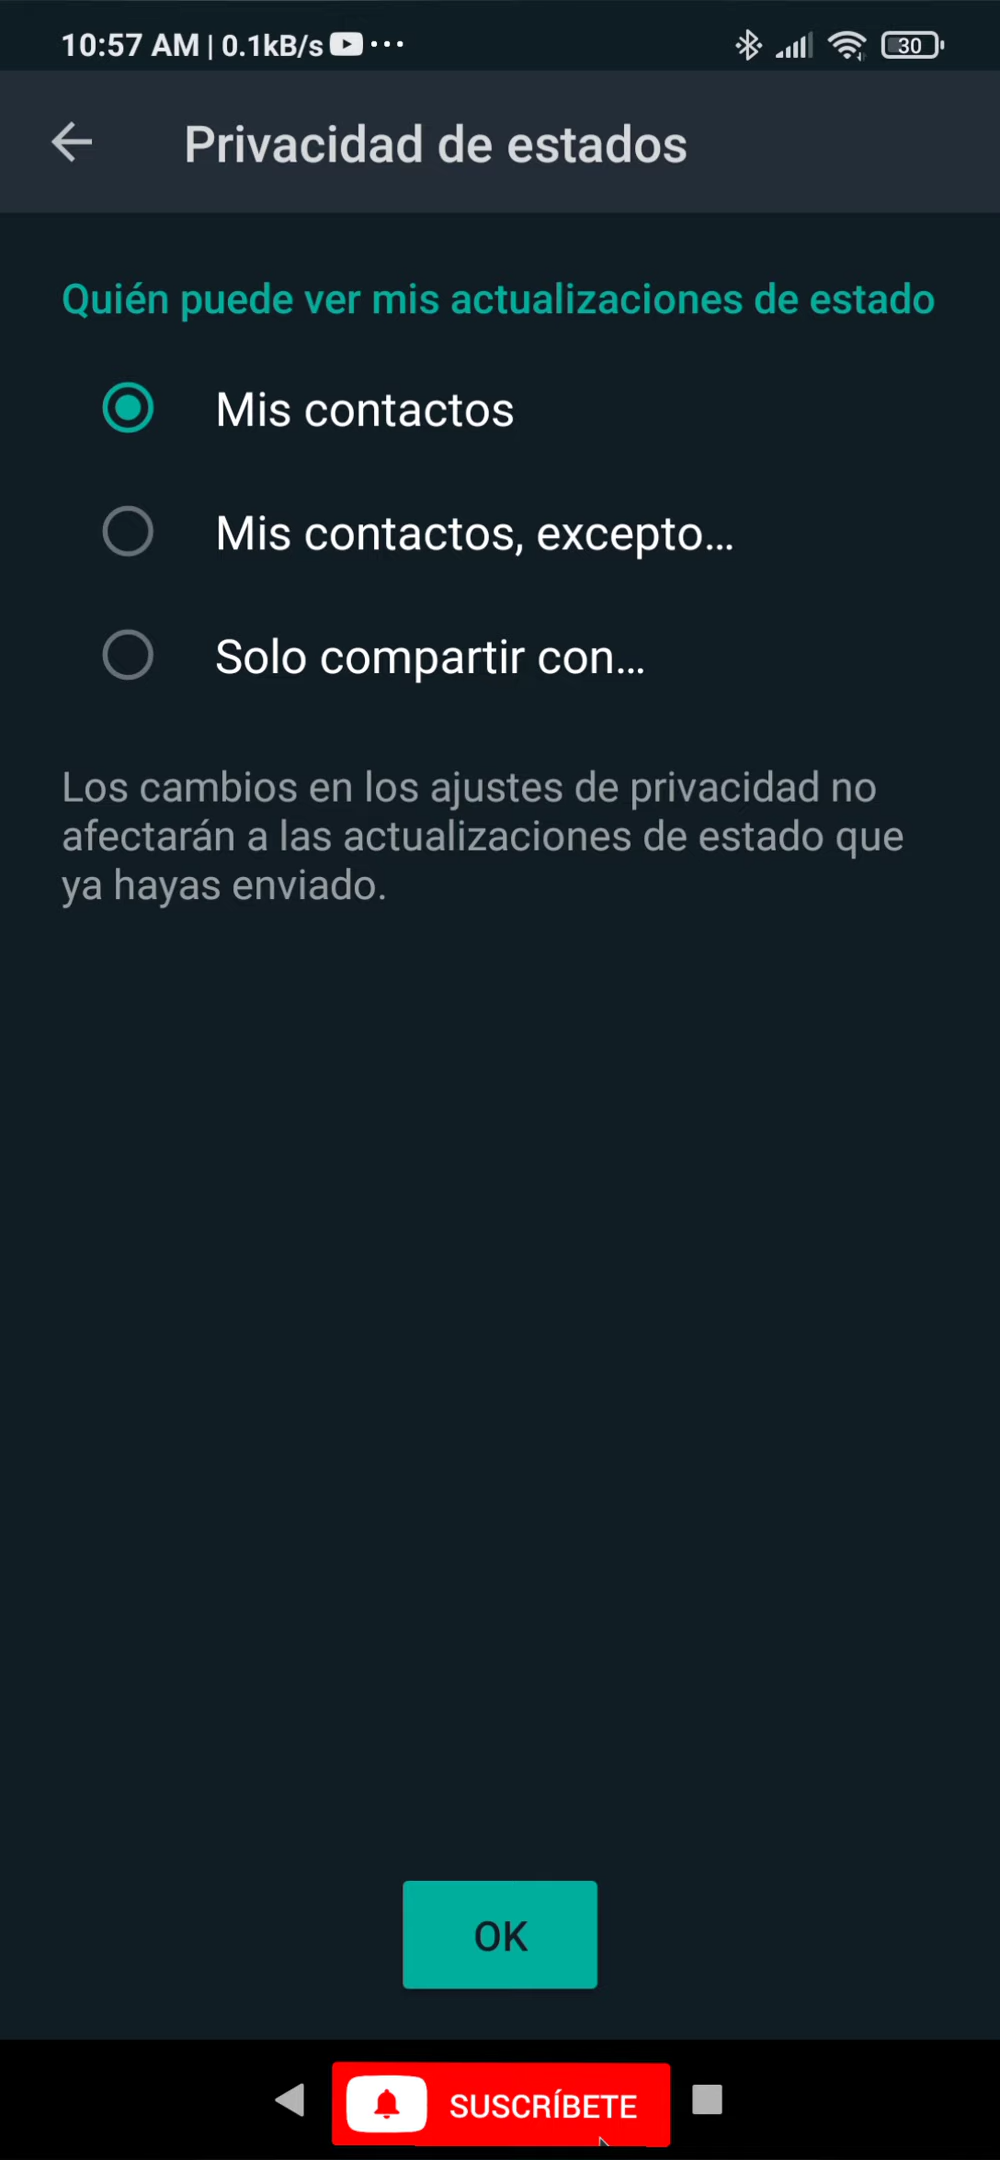 10:57 AM | 0.1kB/s ... 30
Privacidad de estados
Quién puede ver mis actualizaciones de estado
Mis contactos
Mis contactos, excepto...
Solo compartir con...
Los cambios en los ajustes de privacidad no
afectarán a las actualizaciones de estado que
ya hayas enviado.
OK
SUSCRÍBETE